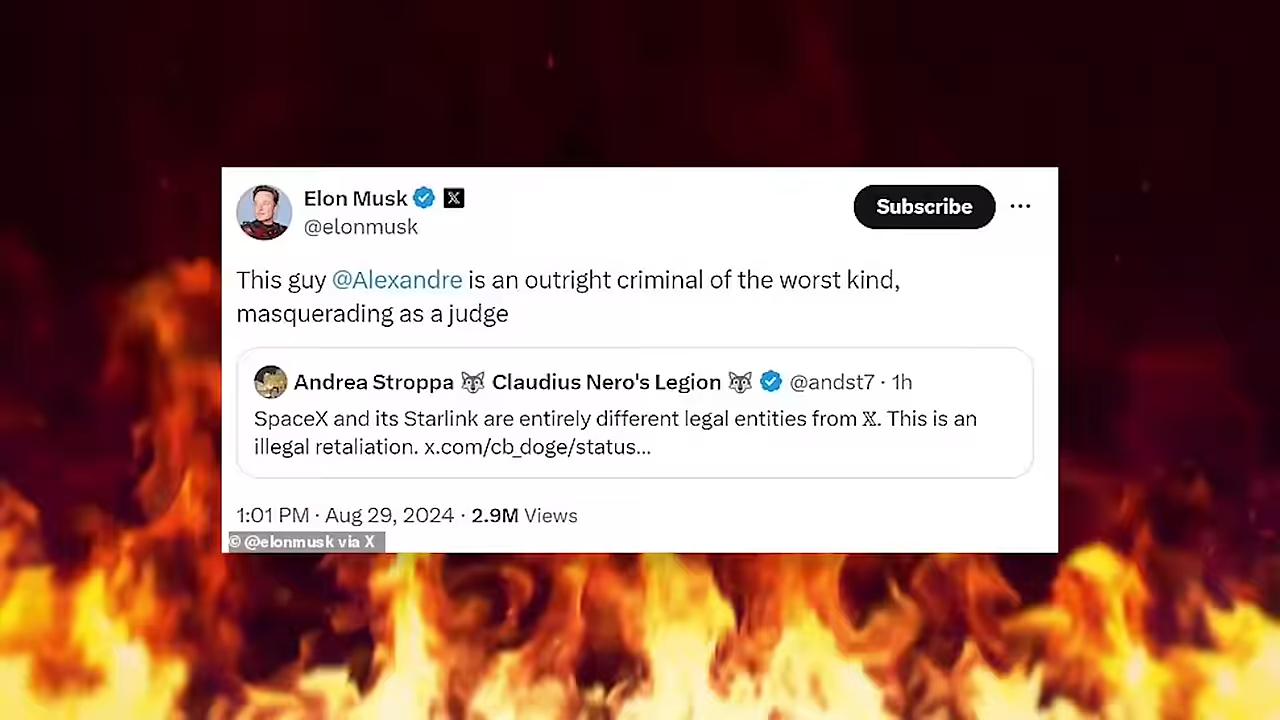 Elon Musk
@elonmusk
Subscribe
This guy @Alexandre is an outright criminal of the worst kind,
masquerading as a judge
Andrea Stroppa 🐺 Claudius Nero's Legion 🐺 @andst7 · 1h
SpaceX and its Starlink are entirely different legal entities from 𝕏. This is an
illegal retaliation. x.com/cb_doge/status...
1:01 PM · Aug 29, 2024 · 2.9M Views
© @elonmusk via X